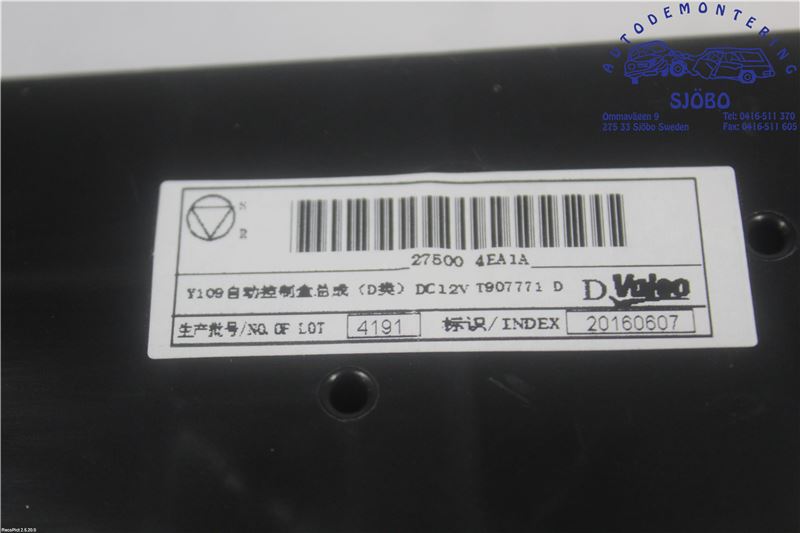 AUTODEMONTERING
SJÖBO
Ommavägen 9 Tel: 0416-511 370
275 33 Sjöbo Sweden Fax: 0416-511 605
27500 4EA1A
Y109自动控制盒总成（D类）DC12V T907771 D
D Valeo
生产批号/NO.OF LOT 4191 标识/INDEX 20160607